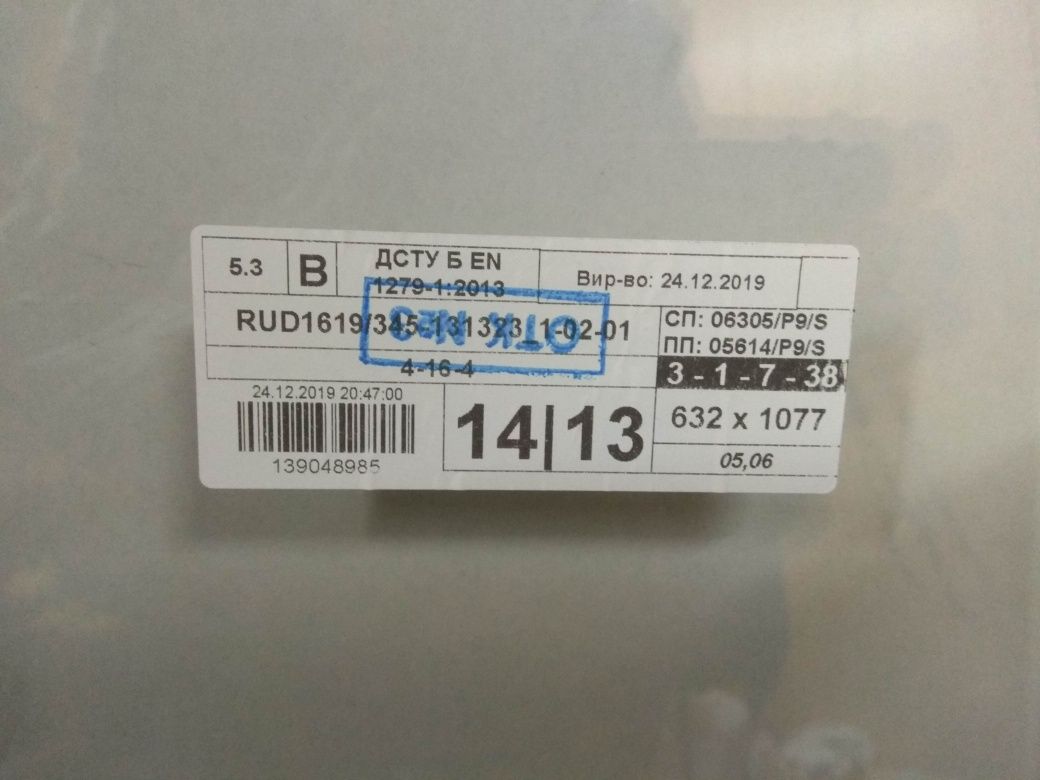 5.3
B
ДСТУ Б EN
1279-1:2013
Вир-во: 24.12.2019
RUD1619/345-131323_1-02-01
СП: 06305/P9/S
ПП: 05614/P9/S
4-16-4
3 - 1 - 7 - 38
24.12.2019 20:47:00
139048985
14|13
632 x 1077
05,06
ОТК №3